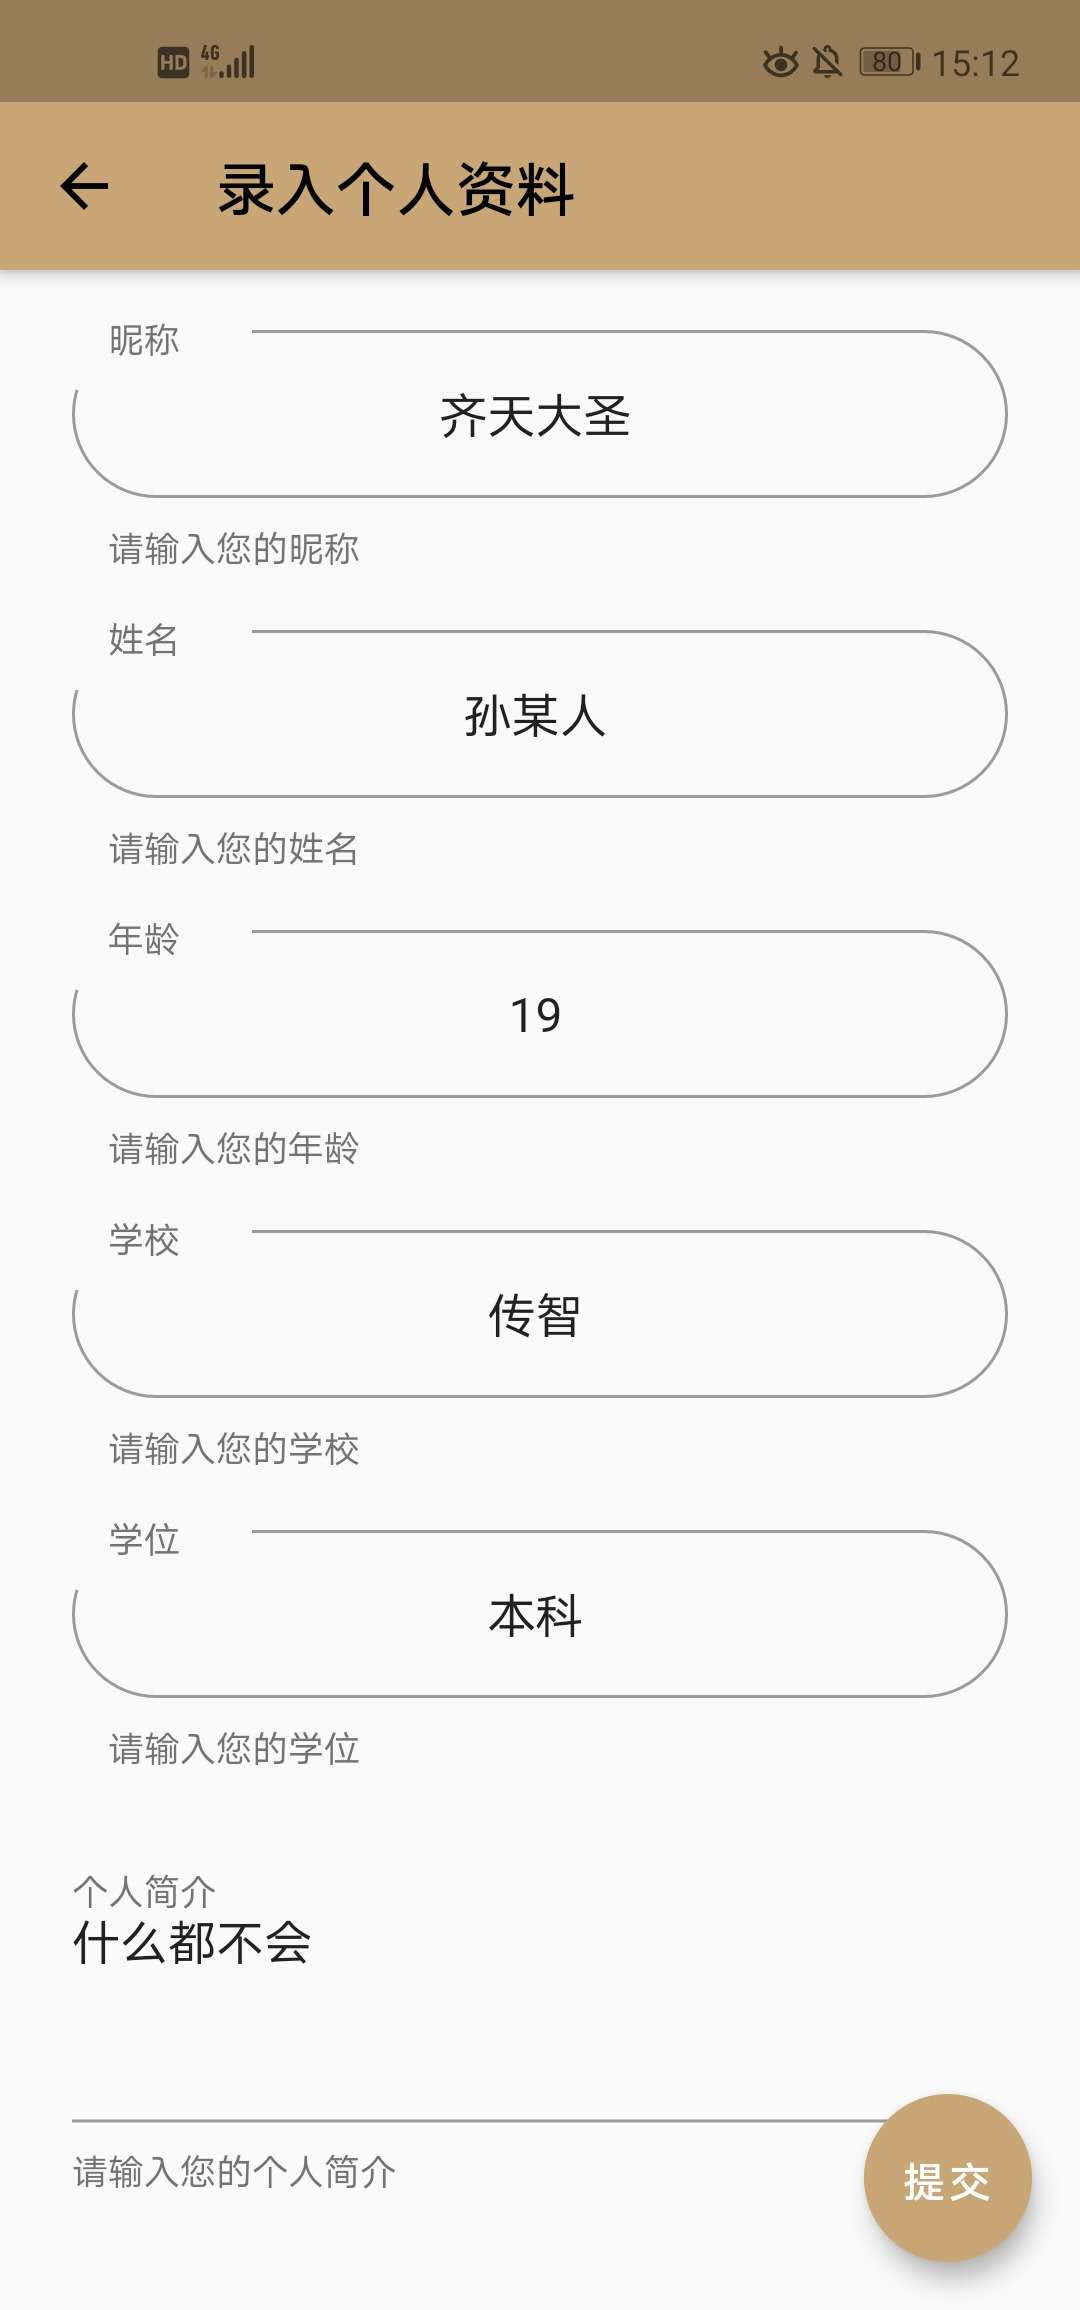 HD 4G 80 15:12
录入个人资料
昵称
齐天大圣
请输入您的昵称
姓名
孙某人
请输入您的姓名
年龄
19
请输入您的年龄
学校
传智
请输入您的学校
学位
本科
请输入您的学位
个人简介
什么都不会
请输入您的个人简介
提交